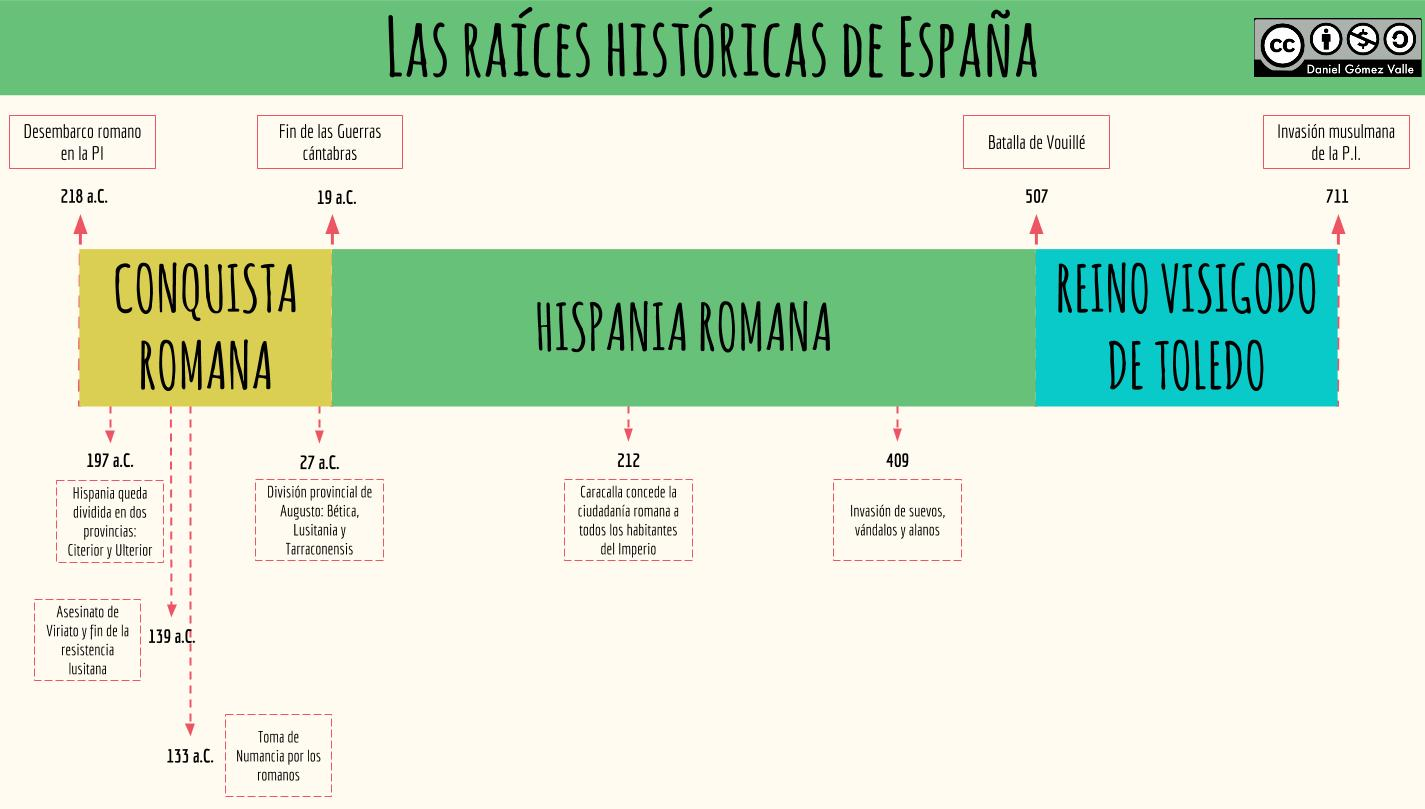 Las raíces históricas de España
cc
Daniel Gómez Valle
Desembarco romano
en la PI
218 a.C.
Fin de las Guerras
cántabras
19 a.C.
Batalla de Vouillé
507
Invasión musulmana
de la P.I.
711
CONQUISTA
ROMANA
HISPANIA ROMANA
REINO VISIGODO
DE TOLEDO
197 a.C.
Hispania queda
dividida en dos
provincias:
Citerior y Ulterior
27 a.C.
División provincial de
Augusto: Bética,
Lusitania y
Tarraconensis
212
Caracalla concede la
ciudadanía romana a
todos los habitantes
del Imperio
409
Invasión de suevos,
vándalos y alanos
Asesinato de
Viriato y fin de la
resistencia
lusitana
139 a.C.
133 a.C.
Toma de
Numancia por los
romanos